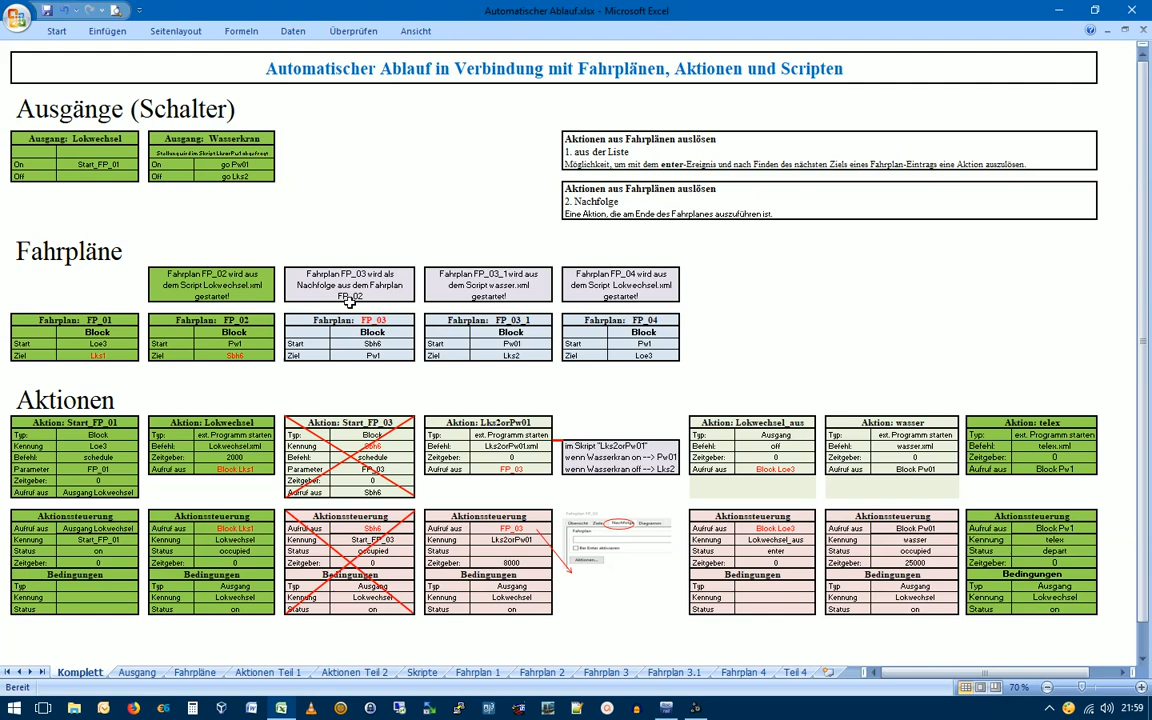 Automatischer Ablauf.xlsx - Microsoft Excel
Start Einfügen Seitenlayout Formeln Daten Überprüfung Ansicht
Automatischer Ablauf in Verbindung mit Fahrplänen, Aktionen und Scripten
Ausgänge (Schalter)
Ausgang: Lokwechsel
On Start_FP_01
Off
Ausgang: Wasserkran
On go Pw01
Off go Lks2
Aktionen aus Fahrplänen auslösen
1. aus der Liste
Möglichkeit, um mit dem enter-Ereignis und nach Finden des nächsten Ziels eines Fahrplan-Eintrags eine Aktion auszulösen.
Aktionen aus Fahrplänen auslösen
2. Nachfolge
Eine Aktion, die am Ende des Fahrplanes auszuführen ist.
Fahrpläne
Fahrplan FP_02 wird aus
dem Script Lokwechsel.xml
gestartet!
Fahrplan FP_03 wird als
Nachfolge aus dem Fahrplan
FP_02
Fahrplan FP_03_1wird aus
dem Script wasser.xml
gestartet!
Fahrplan FP_04 wird aus
dem Script Lokwechsel.xml
gestartet!
Fahrplan: FP_01
Block
Start Loe3
Ziel Lks1
Fahrplan: FP_02
Block
Start Pw1
Ziel Sbh6
Fahrplan: FP_03
Block
Start Sbh6
Ziel Pw1
Fahrplan: FP_03_1
Block
Start Pw01
Ziel Lks2
Fahrplan: FP_04
Block
Start Pw1
Ziel Loe3
Aktionen
Aktion: Start_FP_01
Typ: Block
Kennung Loe3
Befehl: schedule
Parameter FP_01
Zeitgeber: 0
Aufruf aus Ausgang Lokwechsel
Aktion: Lokwechsel
Typ: ext. Programm starten
Befehl: Lokwechsel.xml
Zeitgeber: 2000
Aufruf aus Block Lks1
Aktion: Start_FP_03
Typ: Block
Kennung Sbh6
Befehl: schedule
Parameter FP_03
Zeitgeber: 0
Aufruf aus Sbh6
Aktion: Lks2orPw01
Typ: ext. Programm starten
Befehl: Lks2orPw01.xml
Zeitgeber: 0
Aufruf aus FP_03
im Skript "Lks2orPw01"
wenn Wasserkran on --> Pw01
wenn Wasserkran off --> Lks2
Aktion: Lokwechsel_aus
Typ: Ausgang
Befehl: off
Zeitgeber: 0
Aufruf aus Block Loe3
Aktion: wasser
Typ: ext. Programm starten
Befehl: wasser.xml
Zeitgeber: 0
Aufruf aus Block Pw01
Aktion: telex
Typ: ext. Programm starten
Befehl: telex.xml
Zeitgeber: 0
Aufruf aus Block Pw1
Aktionssteuerung
Aufruf aus Ausgang Lokwechsel
Kennung Start_FP_01
Status on
Zeitgeber: 0
Bedingungen
Typ
Kennung
Status
Aktionssteuerung
Aufruf aus Block Lks1
Kennung Lokwechsel
Status occupied
Zeitgeber: 0
Bedingungen
Typ Ausgang
Kennung Lokwechsel
Status on
Aktionssteuerung
Aufruf aus Sbh6
Kennung Start_FP_03
Status occupied
Zeitgeber: 0
Bedingungen
Typ Ausgang
Kennung Lokwechsel
Status on
Aktionssteuerung
Aufruf aus FP_03
Kennung Lks2orPw01
Status
Zeitgeber: 8000
Bedingungen
Typ Ausgang
Kennung Lokwechsel
Status on
Übersicht Nachfolge Diagramm
Aktionen...
Aktionssteuerung
Aufruf aus Block Loe3
Kennung Lokwechsel_aus
Status enter
Zeitgeber: 0
Bedingungen
Typ
Kennung
Status
Aktionssteuerung
Aufruf aus Block Pw01
Kennung wasser
Status occupied
Zeitgeber: 25000
Bedingungen
Typ Ausgang
Kennung Lokwechsel
Status on
Aktionssteuerung
Aufruf aus Block Pw1
Kennung telex
Status depart
Zeitgeber: 0
Bedingungen
Typ Ausgang
Kennung Lokwechsel
Status on
Komplett Ausgang Fahrpläne Aktionen Teil 1 Aktionen Teil 2 Skripte Fahrplan 1 Fahrplan 2 Fahrplan 3 Fahrplan 3.1 Fahrplan 4 Teil 4
Bereit 70 %
21:59